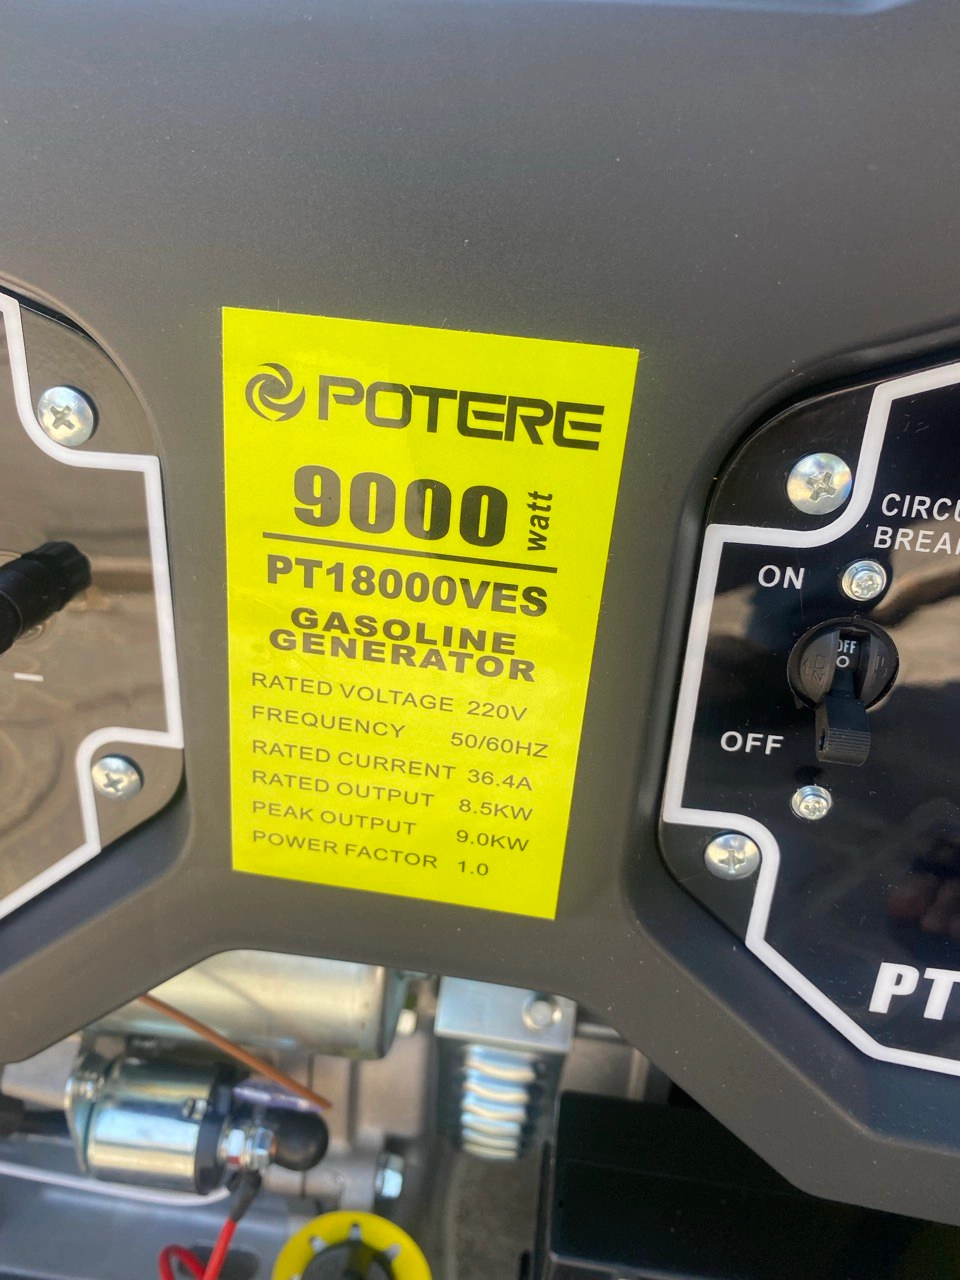 POTERE
9000 watt
PT18000VES
GASOLINE
GENERATOR
RATED VOLTAGE 220V
FREQUENCY 50/60HZ
RATED CURRENT 36.4A
RATED OUTPUT 8.5KW
PEAK OUTPUT 9.0KW
POWER FACTOR 1.0
CIRCU
BREA
ON
OFF
OFF
PT